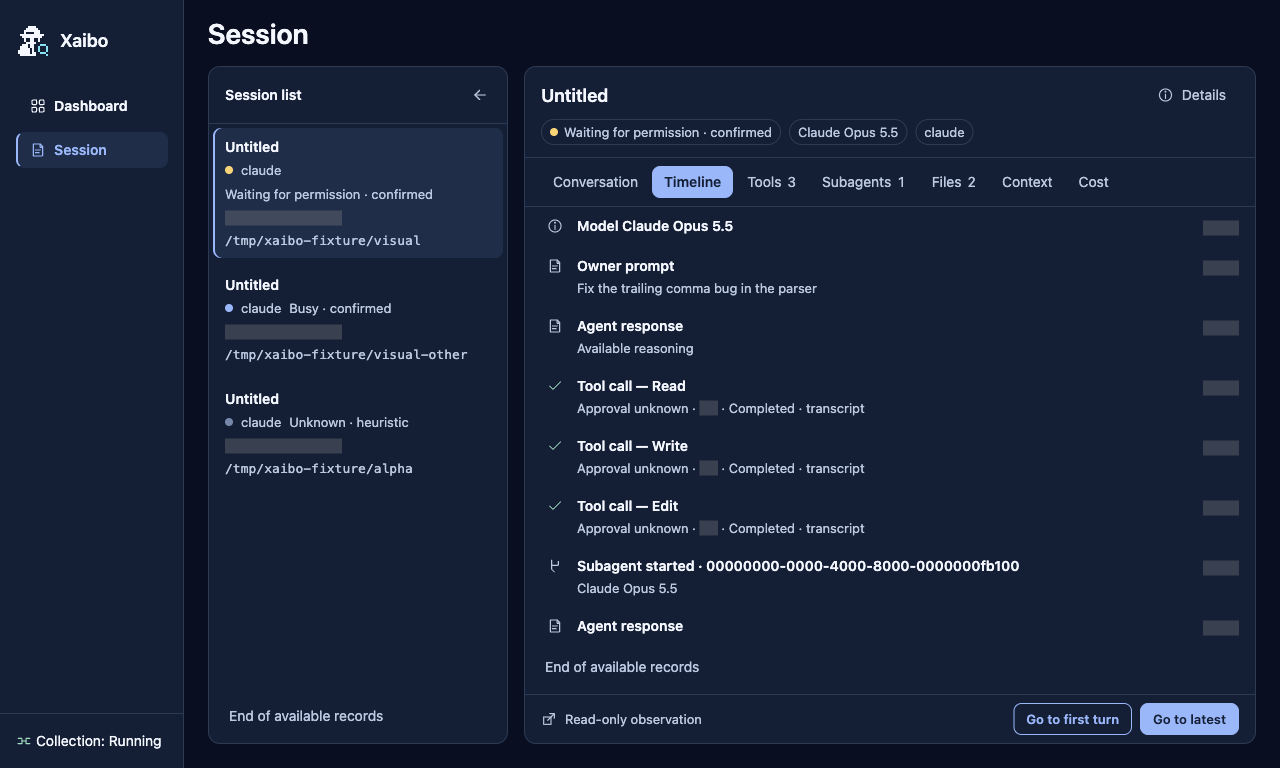 Xaibo
Dashboard
Session
Collection: Running
Session
Session list
Untitled
claude
Waiting for permission · confirmed
/tmp/xaibo-fixture/visual
Untitled
claude Busy · confirmed
/tmp/xaibo-fixture/visual-other
Untitled
claude Unknown · heuristic
/tmp/xaibo-fixture/alpha
End of available records
Untitled
Details
Waiting for permission · confirmed
Claude Opus 5.5
claude
Conversation Timeline Tools 3 Subagents 1 Files 2 Context Cost
Model Claude Opus 5.5
Owner prompt
Fix the trailing comma bug in the parser
Agent response
Available reasoning
Tool call — Read
Approval unknown · · Completed · transcript
Tool call — Write
Approval unknown · · Completed · transcript
Tool call — Edit
Approval unknown · · Completed · transcript
Subagent started · 00000000-0000-4000-8000-0000000fb100
Claude Opus 5.5
Agent response
End of available records
Read-only observation
Go to first turn
Go to latest